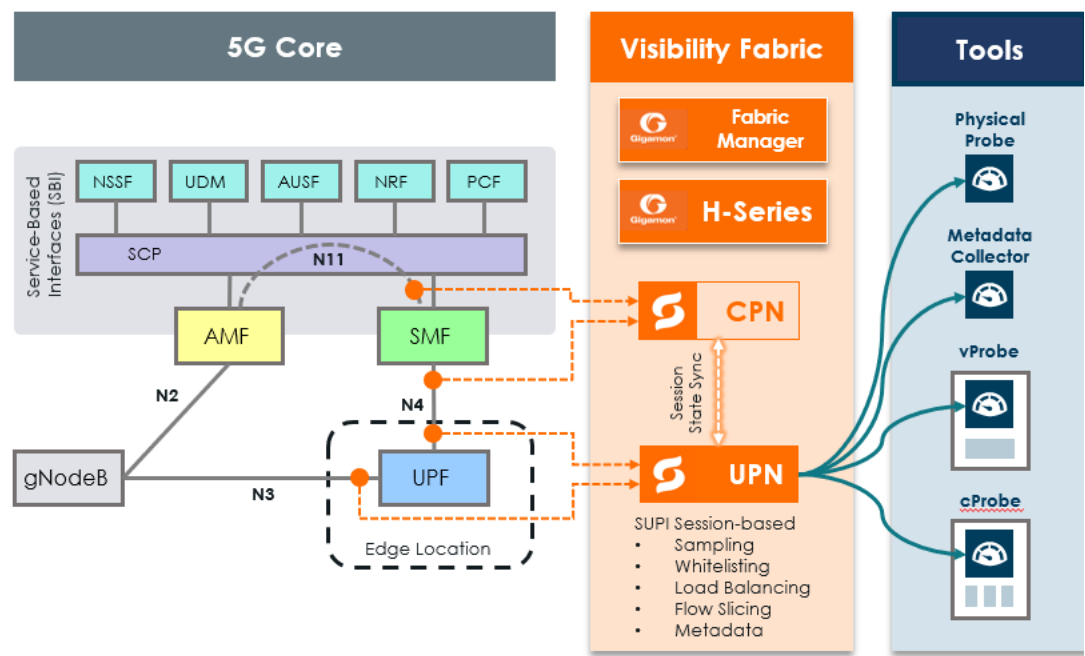 5G Core
Service-Based
Interfaces (SBI)
NSSF
UDM
AUSF
NRF
PCF
SCP
N11
AMF
SMF
N2
N4
gNodeB
N3
UPF
Edge Location
Visibility Fabric
Gigamon®
Fabric
Manager
Gigamon®
H-Series
CPN
Session
State Sync
UPN
SUPI Session-based
• Sampling
• Whitelisting
• Load Balancing
• Flow Slicing
• Metadata
Tools
Physical
Probe
Metadata
Collector
vProbe
cProbe